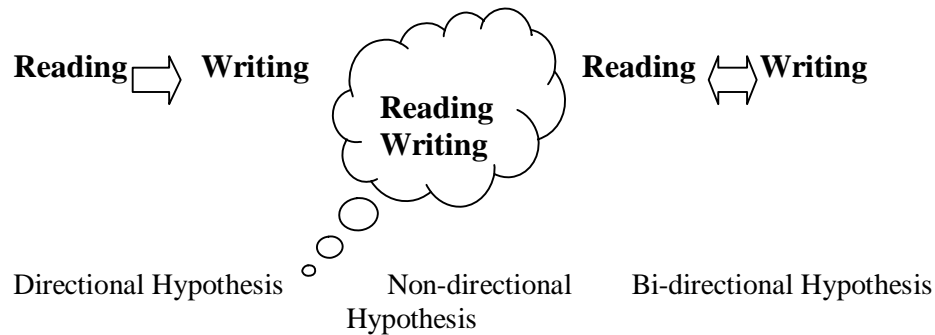 Reading Writing Reading Writing
Reading
Writing
Directional Hypothesis Non-directional Bi-directional Hypothesis
Hypothesis